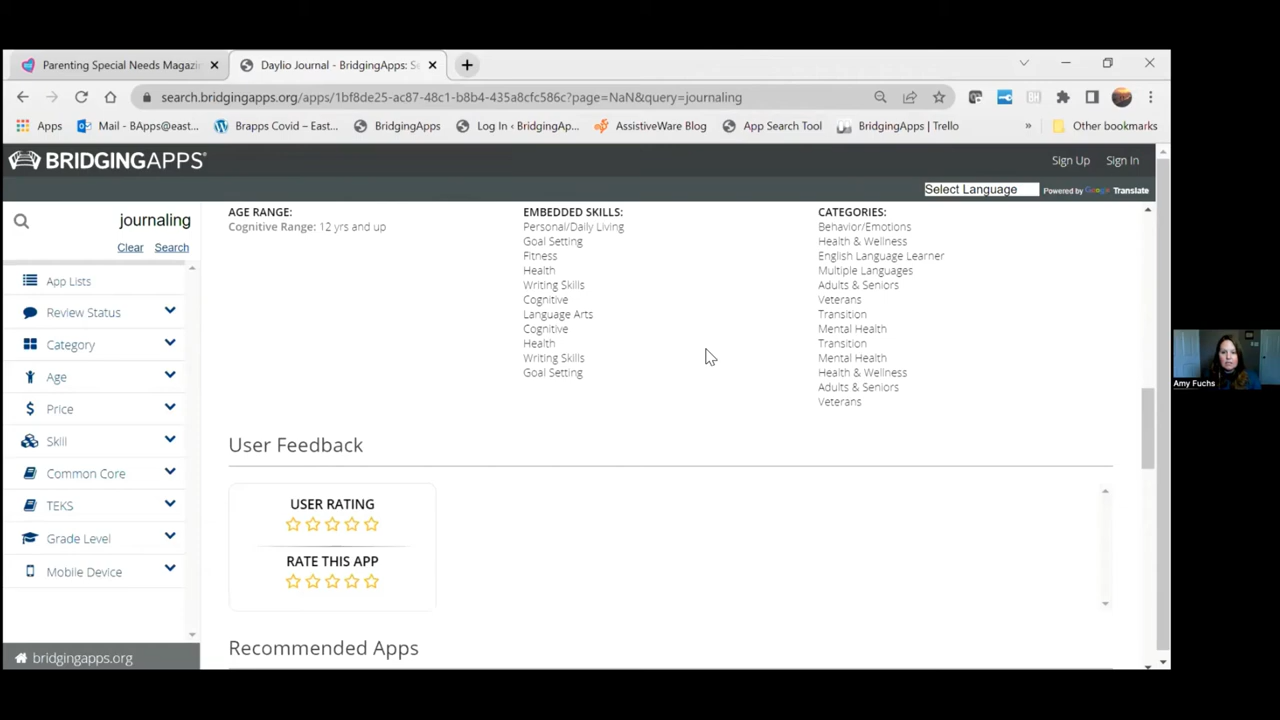 Parenting Special Needs Magazin
Daylio Journal - BridgingApps: Se
search.bridgingapps.org/apps/1bf8de25-ac87-48c1-b8b4-435a8cfc586c?page=NaN&query=journaling
Apps
Mail - BApps@east...
Brapps Covid – East...
BridgingApps
Log In ‹ BridgingAp...
AssistiveWare Blog
App Search Tool
BridgingApps | Trello
»
Other bookmarks
BRIDGINGAPPS®
Sign Up
Sign In
Select Language
Powered by Google Translate
journaling
Clear
Search
App Lists
Review Status
Category
Age
Price
Skill
Common Core
TEKS
Grade Level
Mobile Device
bridgingapps.org
AGE RANGE:
Cognitive Range: 12 yrs and up
EMBEDDED SKILLS:
Personal/Daily Living
Goal Setting
Fitness
Health
Writing Skills
Cognitive
Language Arts
Cognitive
Health
Writing Skills
Goal Setting
CATEGORIES:
Behavior/Emotions
Health & Wellness
English Language Learner
Multiple Languages
Adults & Seniors
Veterans
Transition
Mental Health
Transition
Mental Health
Health & Wellness
Adults & Seniors
Veterans
User Feedback
USER RATING
RATE THIS APP
Recommended Apps
Amy Fuchs